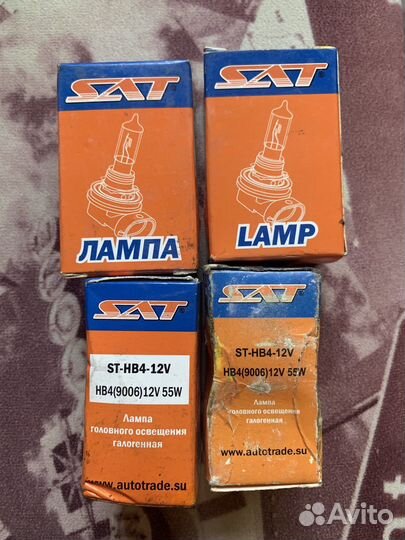 SAT
ЛАМПА
SAT
LAMP
SAT
ST-HB4-12V
HB4(9006)12V 55W
Лампа
головного освещения
галогенная
www.autotrade.su
SAT
ST-HB4-12V
HB4(9006)12V 55W
Лампа
головного освещения
галогенная
www.autotrade.su
Avito